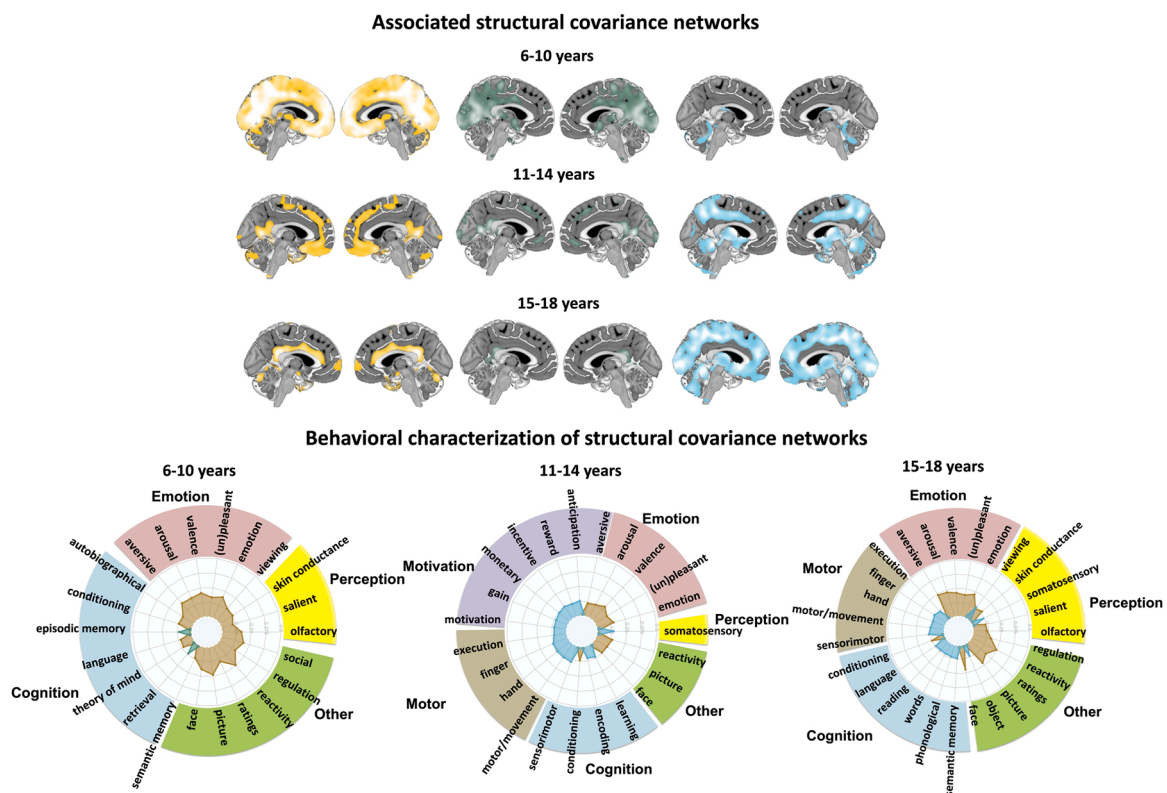 Associated structural covariance networks
6-10 years
11-14 years
15-18 years
Behavioral characterization of structural covariance networks
6-10 years
Emotion
aversive
arousal
valence
(un)pleasant
emotion
viewing
skin conductance
salient
olfactory
Perception
social
regulation
reactivity
ratings
picture
face
Other
semantic memory
retrieval
theory of mind
language
episodic memory
conditioning
autobiographical
Cognition
11-14 years
Motivation
motivation
gain
monetary
incentive
reward
anticipation
aversive
Emotion
arousal
valence
(un)pleasant
emotion
Perception
somatosensory
reactivity
picture
face
Other
learning
encoding
conditioning
sensorimotor
Cognition
motor/movement
hand
finger
execution
Motor
15-18 years
Emotion
aversive
arousal
valence
(un)pleasant
emotion
viewing
skin conductance
somatosensory
salient
olfactory
Perception
regulation
reactivity
ratings
picture
object
face
Other
semantic memory
phonological
words
reading
language
conditioning
Cognition
sensorimotor
motor/movement
hand
finger
execution
Motor